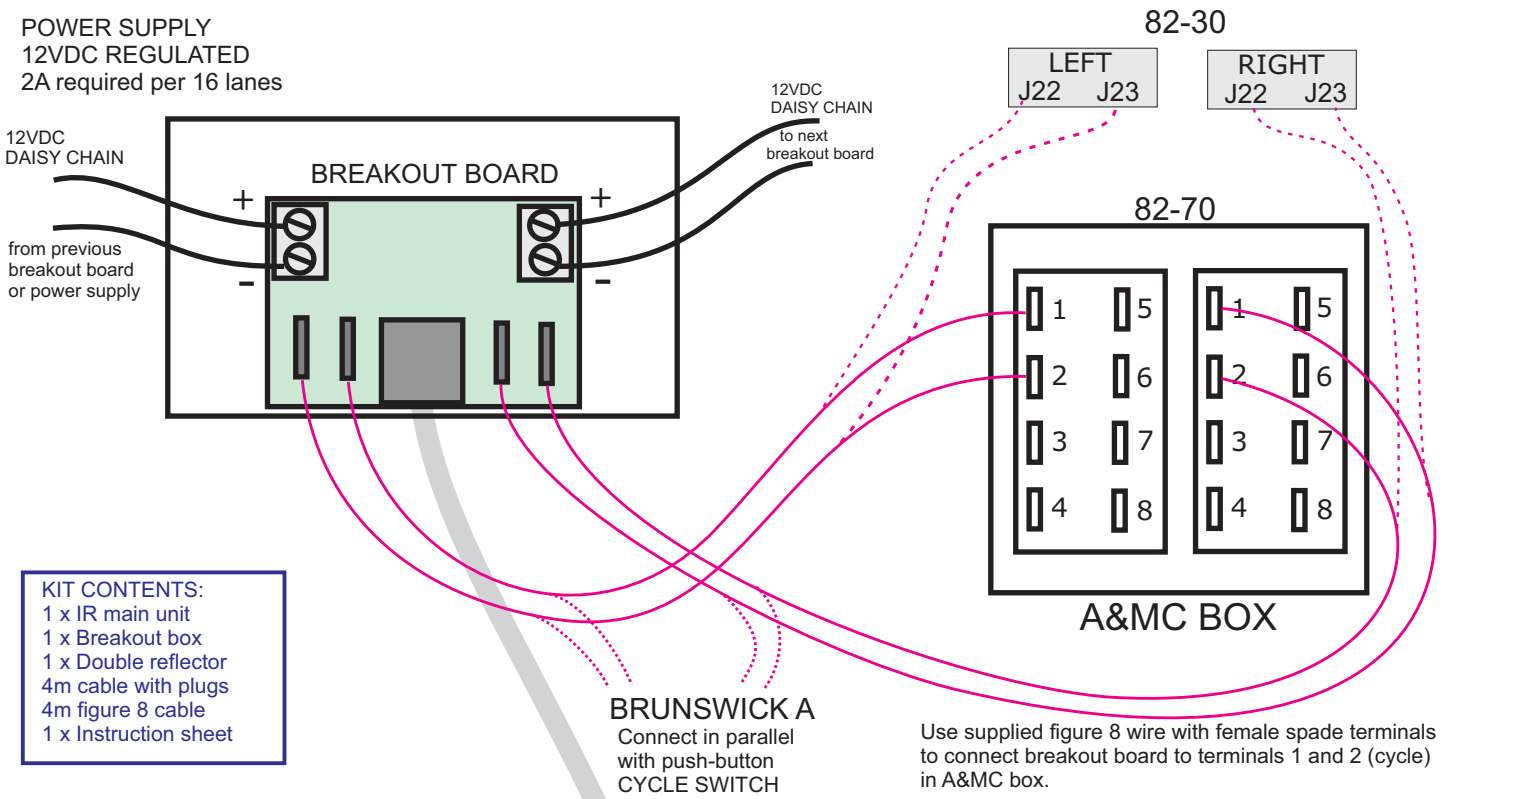 POWER SUPPLY
12VDC REGULATED
2A required per 16 lanes
12VDC
DAISY CHAIN
from previous
breakout board
or power supply
BREAKOUT BOARD
+
-
+
-
12VDC
DAISY CHAIN
to next
breakout board
82-30
LEFT
J22 J23
RIGHT
J22 J23
82-70
1 5
2 6
3 7
4 8
1 5
2 6
3 7
4 8
A&MC BOX
KIT CONTENTS:
1 x IR main unit
1 x Breakout box
1 x Double reflector
4m cable with plugs
4m figure 8 cable
1 x Instruction sheet
BRUNSWICK A
Connect in parallel
with push-button
CYCLE SWITCH
Use supplied figure 8 wire with female spade terminals
to connect breakout board to terminals 1 and 2 (cycle)
in A&MC box.